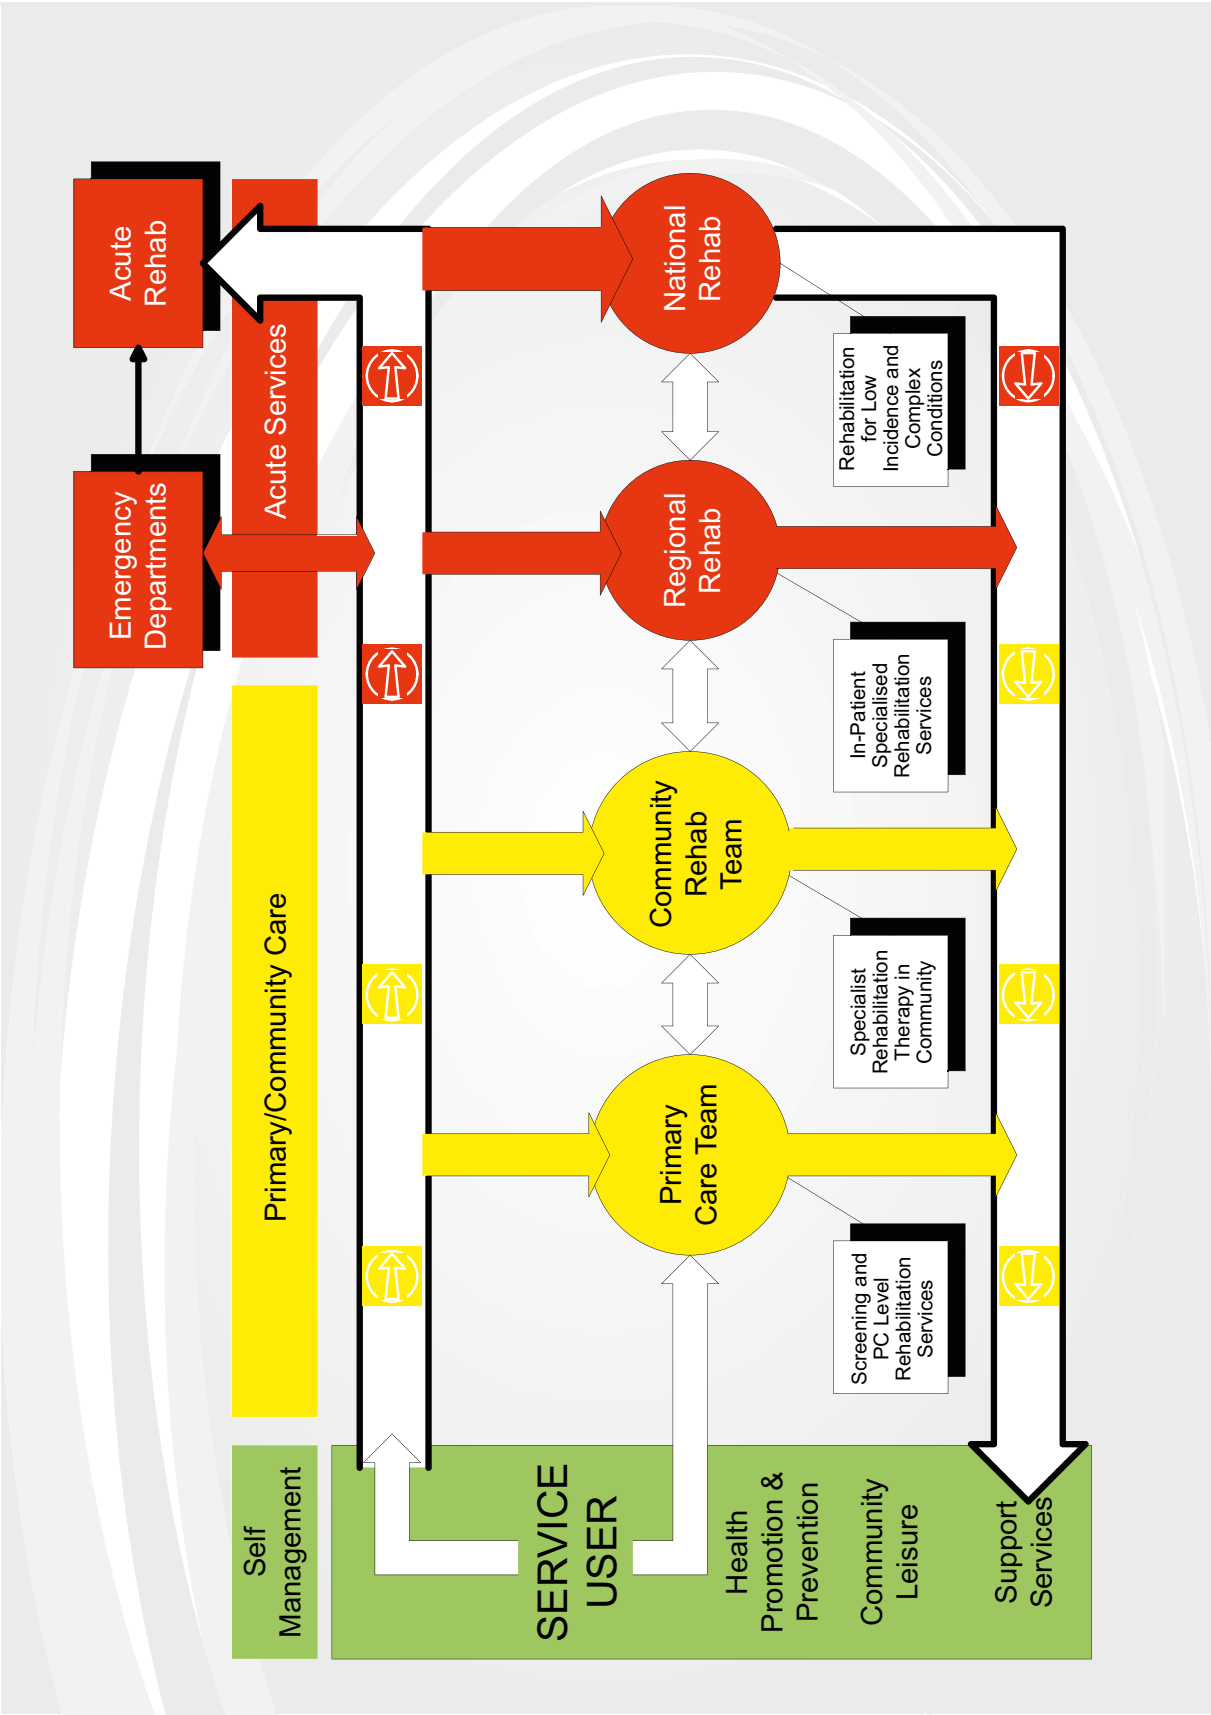 Emergency
Departments
Acute
Rehab
Self
Management
Primary/Community Care
Acute Services
SERVICE
USER
Health
Promotion &
Prevention
Community
Leisure
Support
Services
Primary
Care Team
Community
Rehab
Team
Regional
Rehab
National
Rehab
Screening and
PC Level
Rehabilitation
Services
Specialist
Rehabilitation
Therapy in
Community
In-Patient
Specialised
Rehabilitation
Services
Rehabilitation
for Low
Incidence and
Complex
Conditions